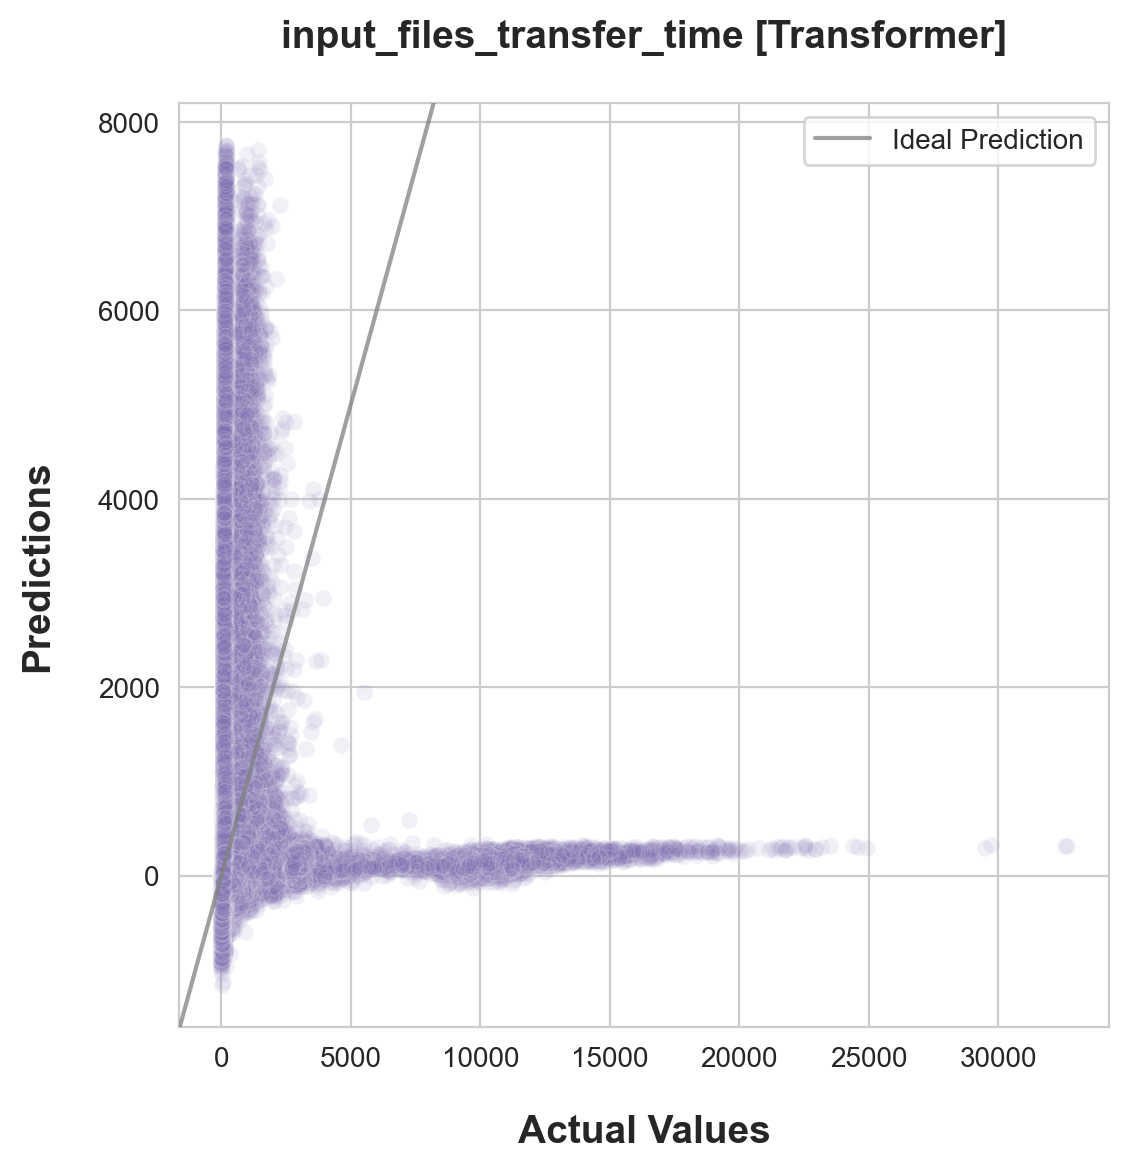 input_files_transfer_time [Transformer]
Ideal Prediction
8000
6000
4000
2000
0
Predictions
0 5000 10000 15000 20000 25000 30000
Actual Values